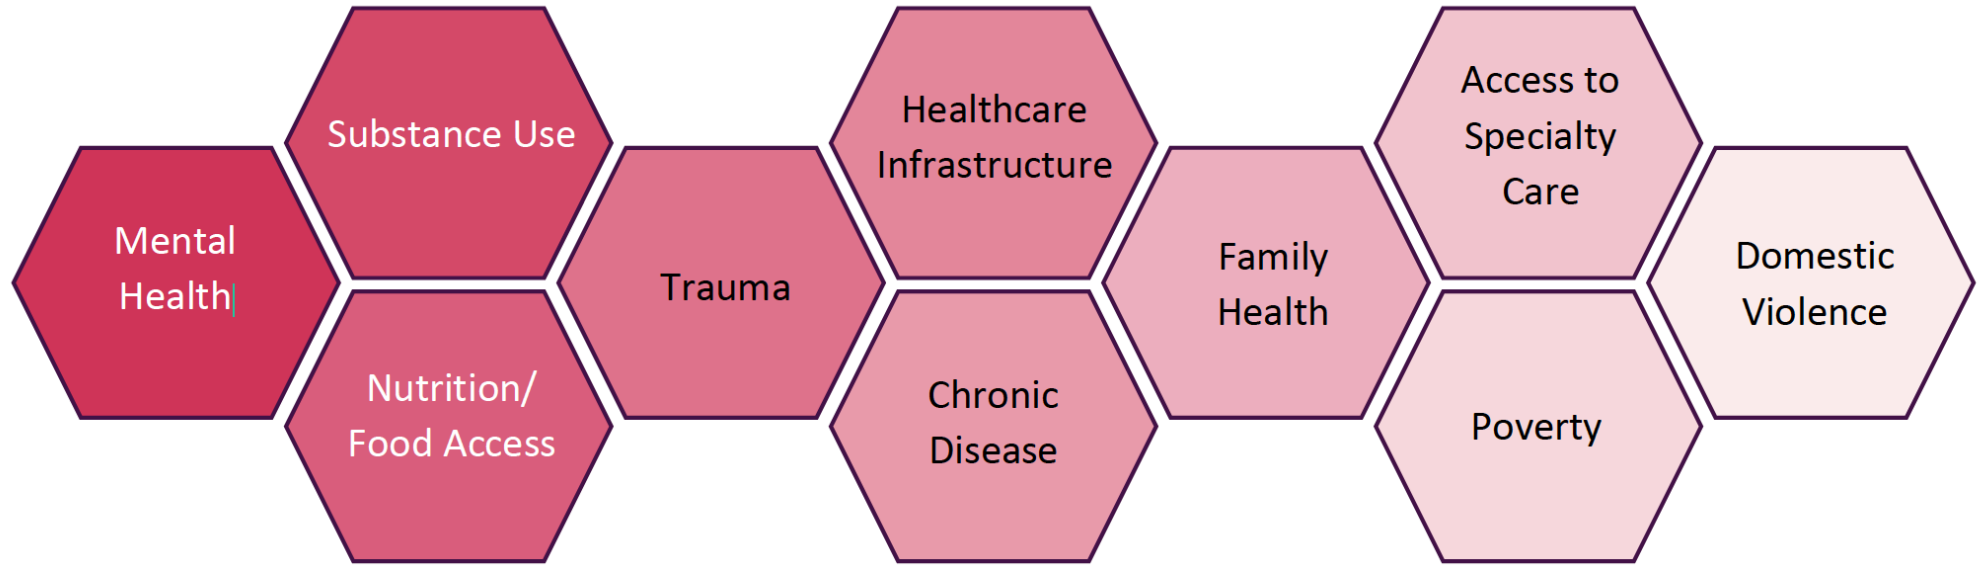 Mental
Health
Substance Use
Nutrition/
Food Access
Trauma
Healthcare
Infrastructure
Chronic
Disease
Family
Health
Access to
Specialty
Care
Poverty
Domestic
Violence